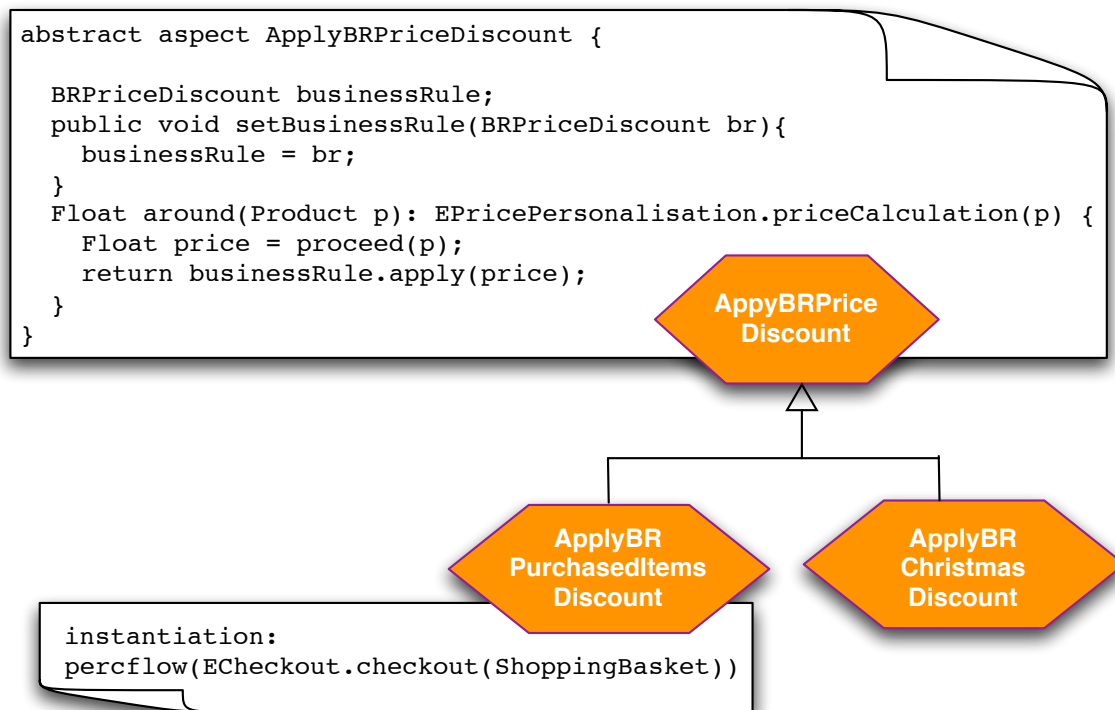 abstract aspect ApplyBRPriceDiscount {
BRPriceDiscount businessRule;
public void setBusinessRule(BRPriceDiscount br){
businessRule = br;
}
Float around(Product p): EPricePersonalisation.priceCalculation(p) {
Float price = proceed(p);
return businessRule.apply(price);
}
}
AppyBRPrice
Discount
ApplyBR
PurchasedItems
Discount
ApplyBR
Christmas
Discount
instantiation:
percflow(ECheckout.checkout(ShoppingBasket))